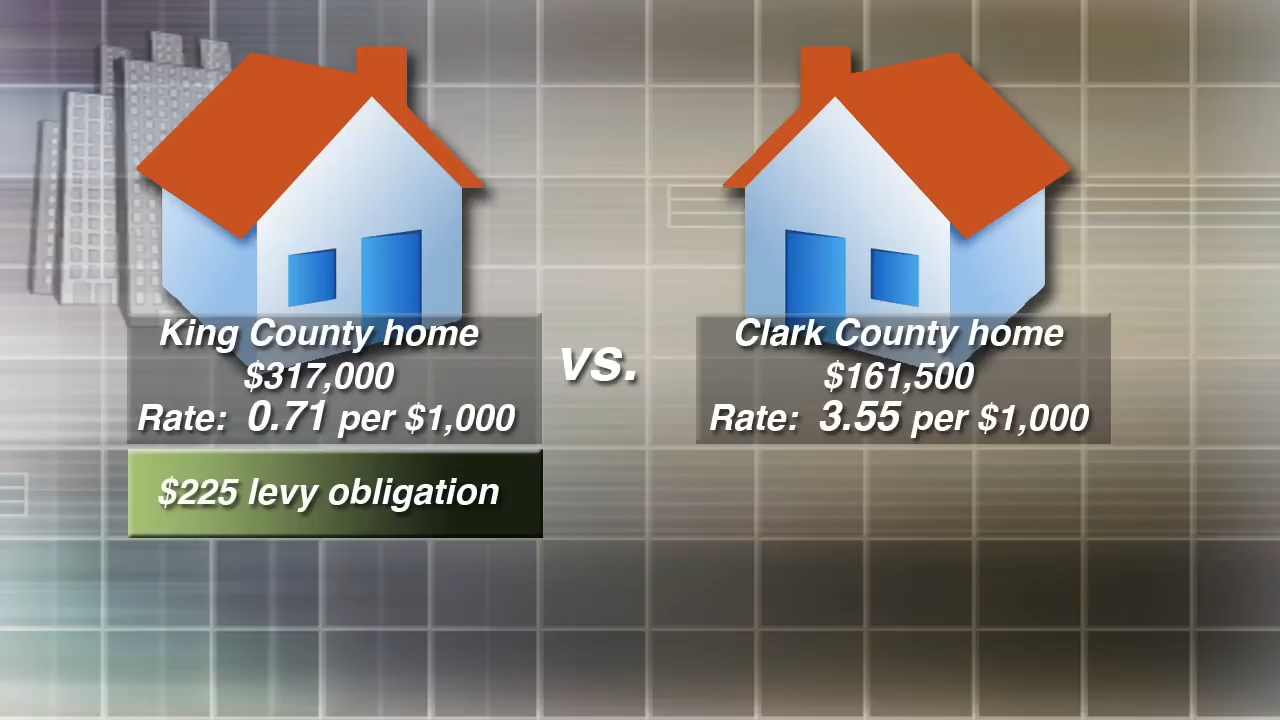 King County home
$317,000
Rate: 0.71 per $1,000
$225 levy obligation
vs.
Clark County home
$161,500
Rate: 3.55 per $1,000